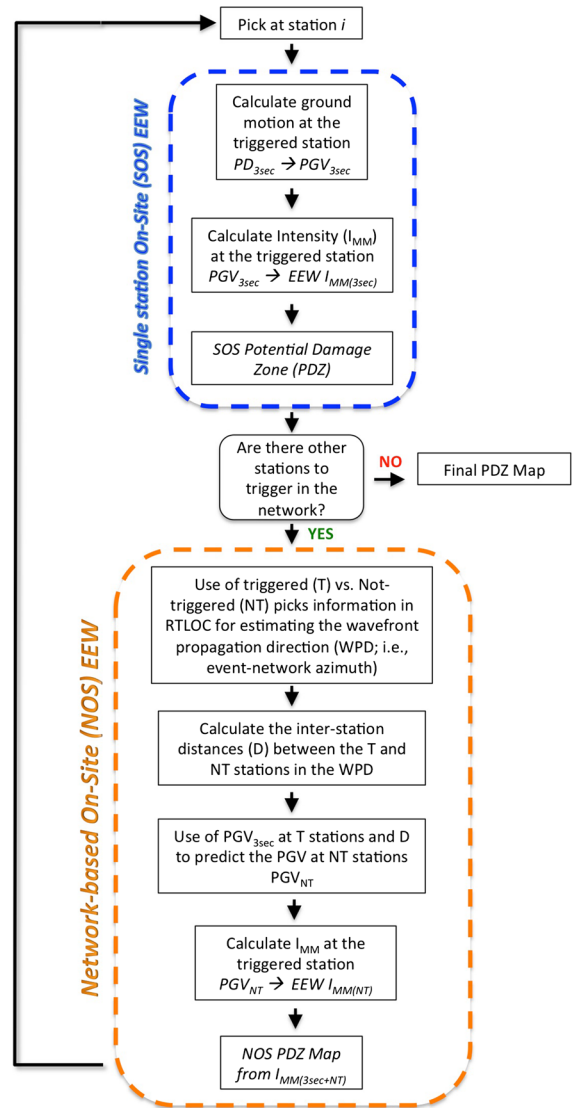 Pick at station i
Single station On-Site (SOS) EEW
Calculate ground
motion at the
triggered station
PD3sec → PGV3sec
Calculate Intensity (IMM)
at the triggered station
PGV3sec → EEW IMM(3sec)
SOS Potential Damage
Zone (PDZ)
Are there other
stations to
trigger in the
network?
NO
Final PDZ Map
YES
Network-based On-Site (NOS) EEW
Use of triggered (T) vs. Not-
triggered (NT) picks information in
RTLOC for estimating the wavefront
propagation direction (WPD; i.e.,
event-network azimuth)
Calculate the inter-station
distances (D) between the T and
NT stations in the WPD
Use of PGV3sec at T stations and D
to predict the PGV at NT stations
PGVNT
Calculate IMM at the
triggered station
PGVNT → EEW IMM(NT)
NOS PDZ Map
from IMM(3sec+NT)